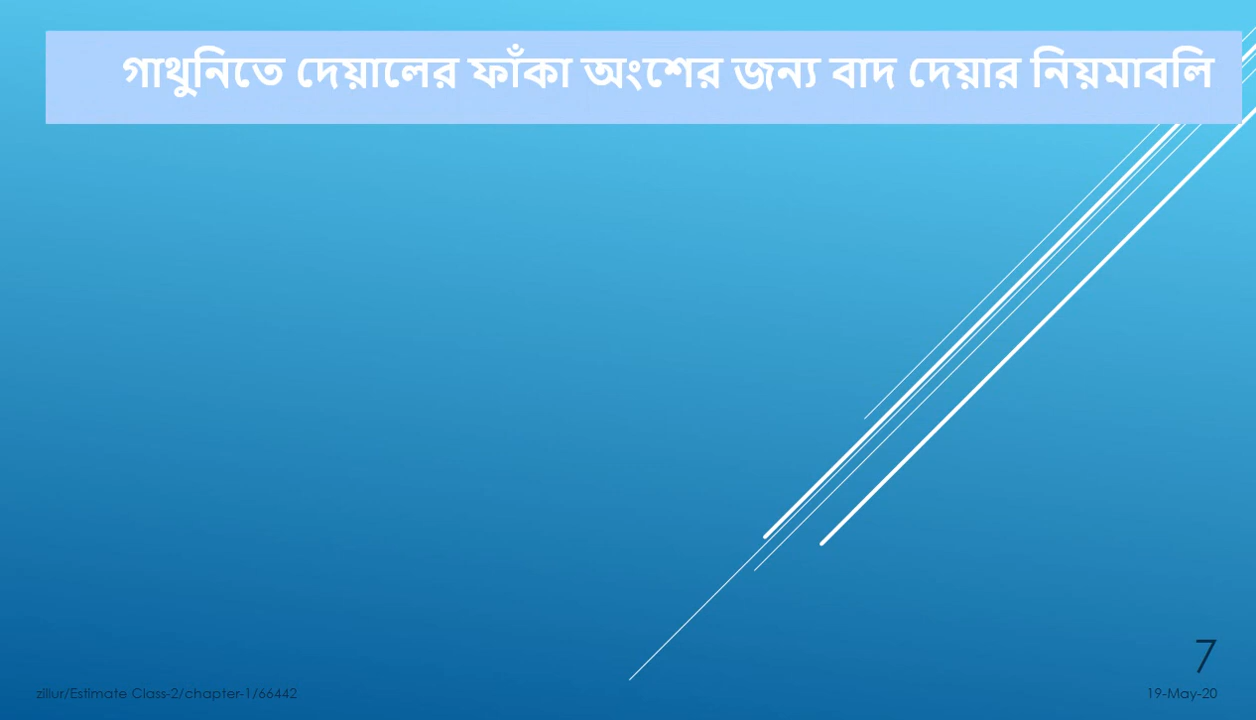 গাথুনিতে দেয়ালের ফাঁকা অংশের জন্য বাদ দেয়ার নিয়মাবলি
7
zillur/Estimate Class-2/chapter-1/66442
19-May-20